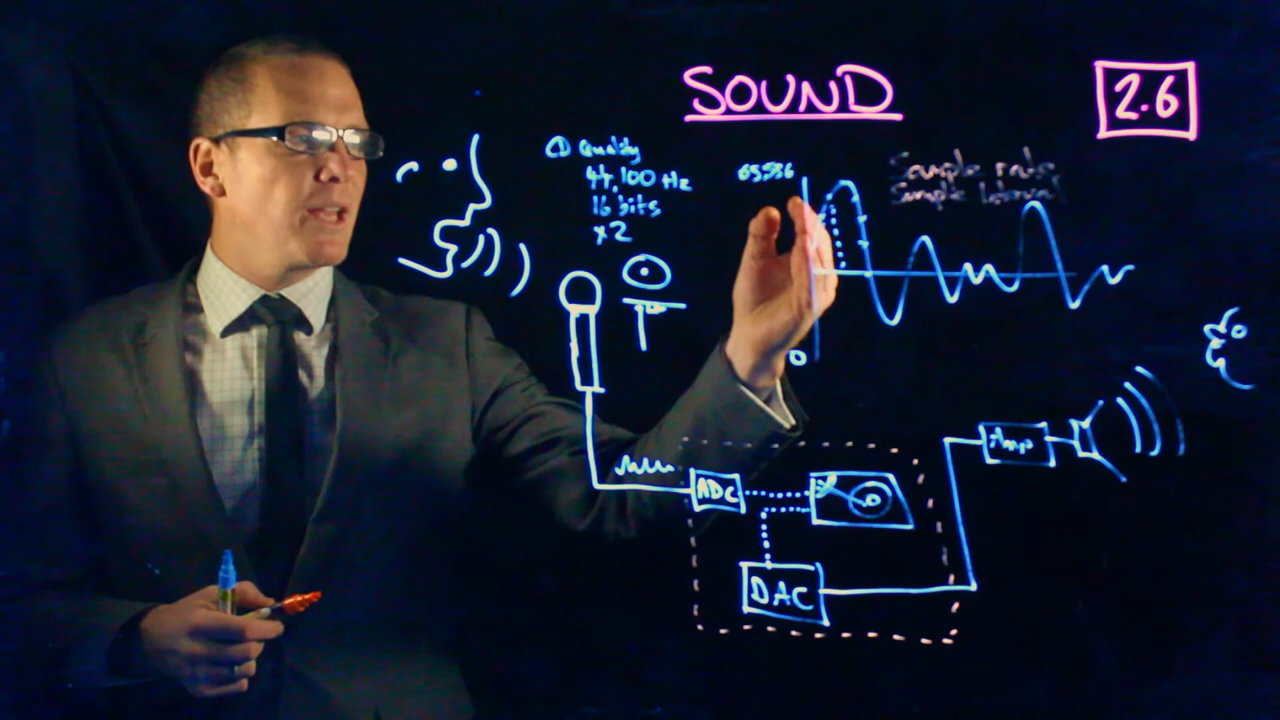 SOUND
2.6
CD Quality
44,100 Hz
16 bits
x2
65536
Sample rate
Sample Interval
0
ADC
DAC
Amp